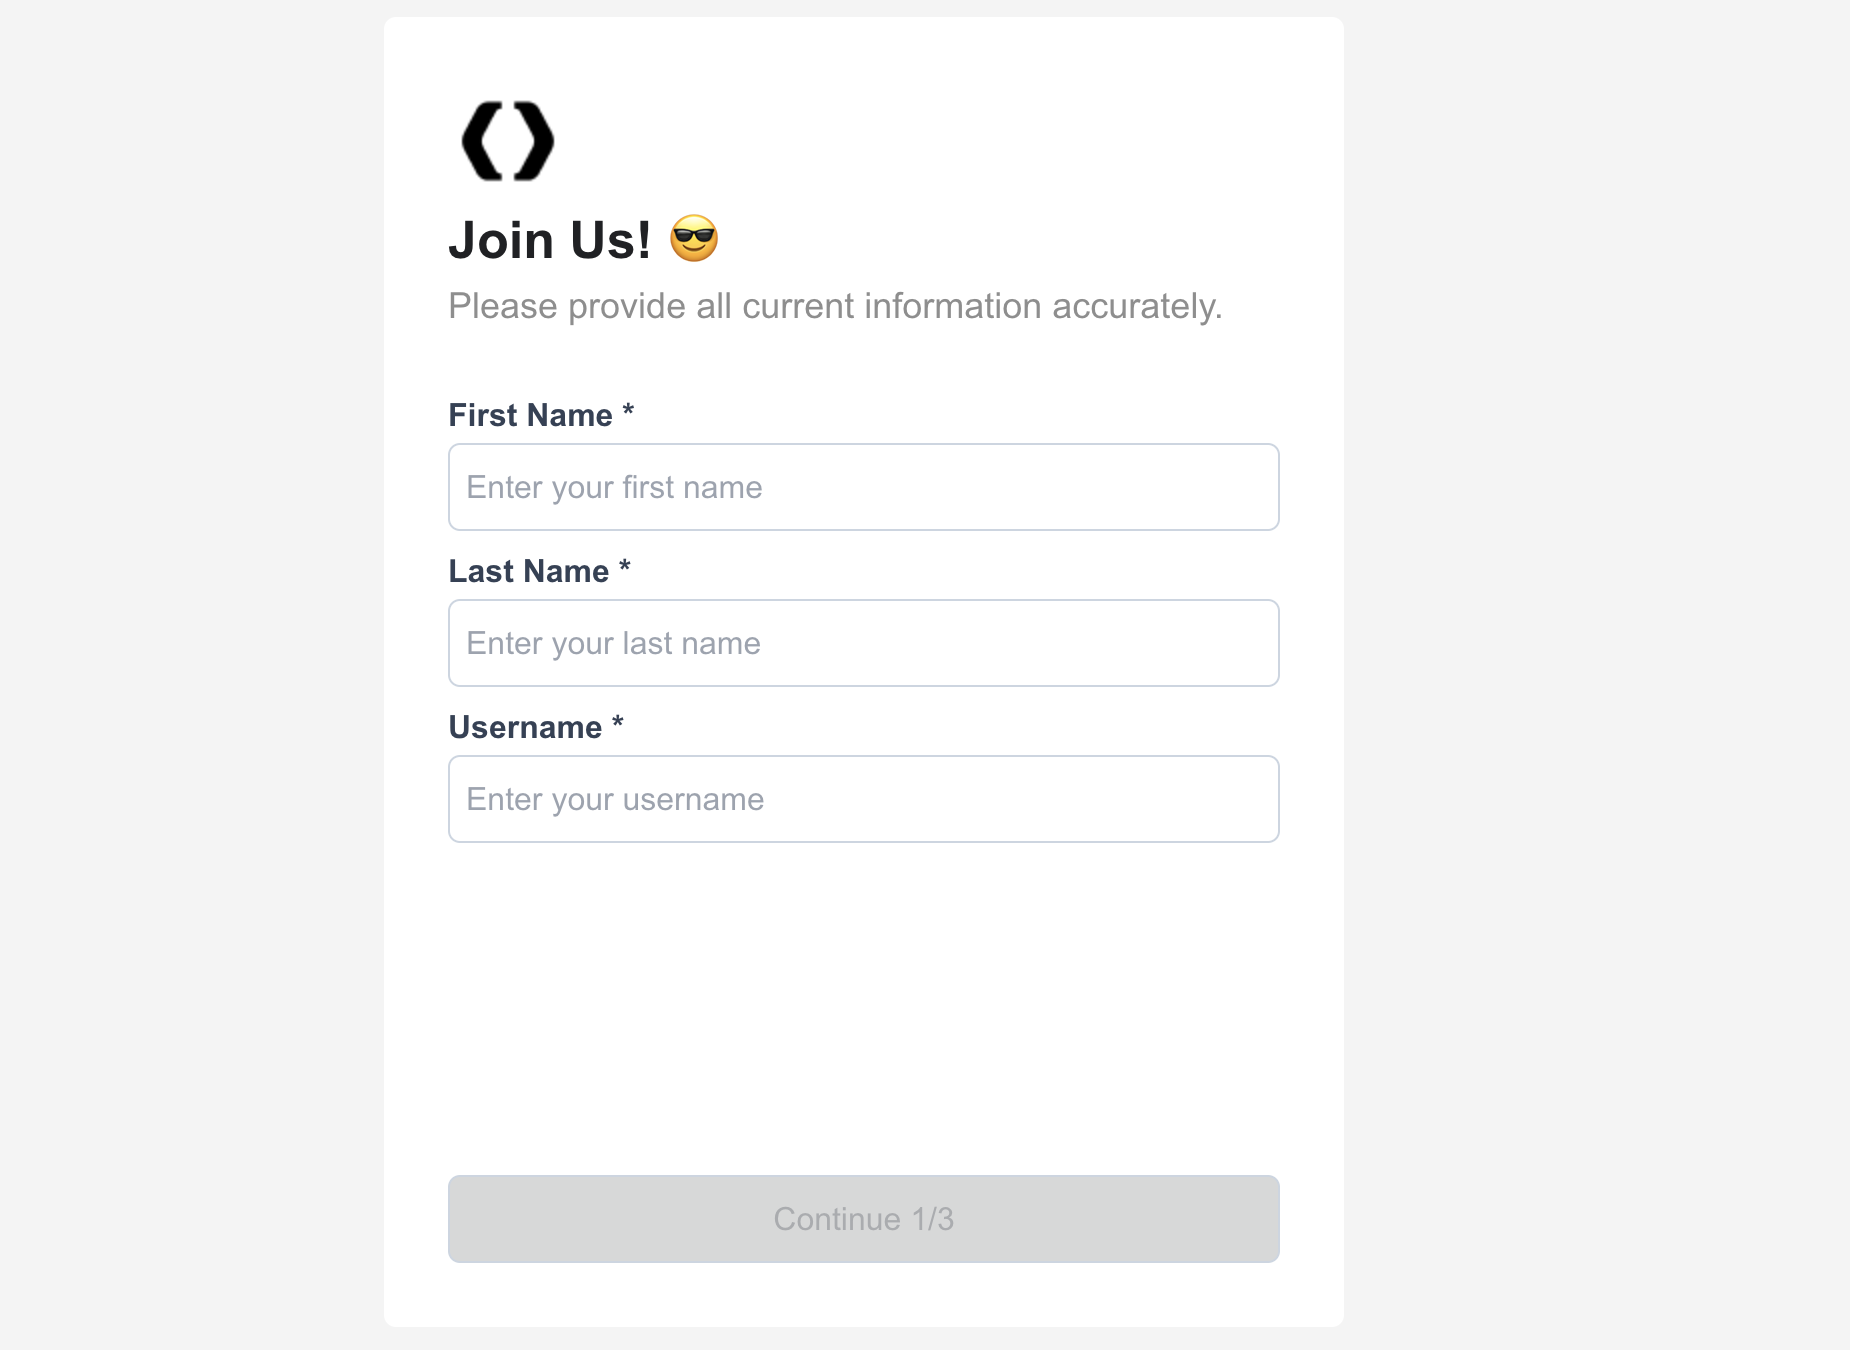 Join Us! 😎
Please provide all current information accurately.
First Name *
Enter your first name
Last Name *
Enter your last name
Username *
Enter your username
Continue 1/3